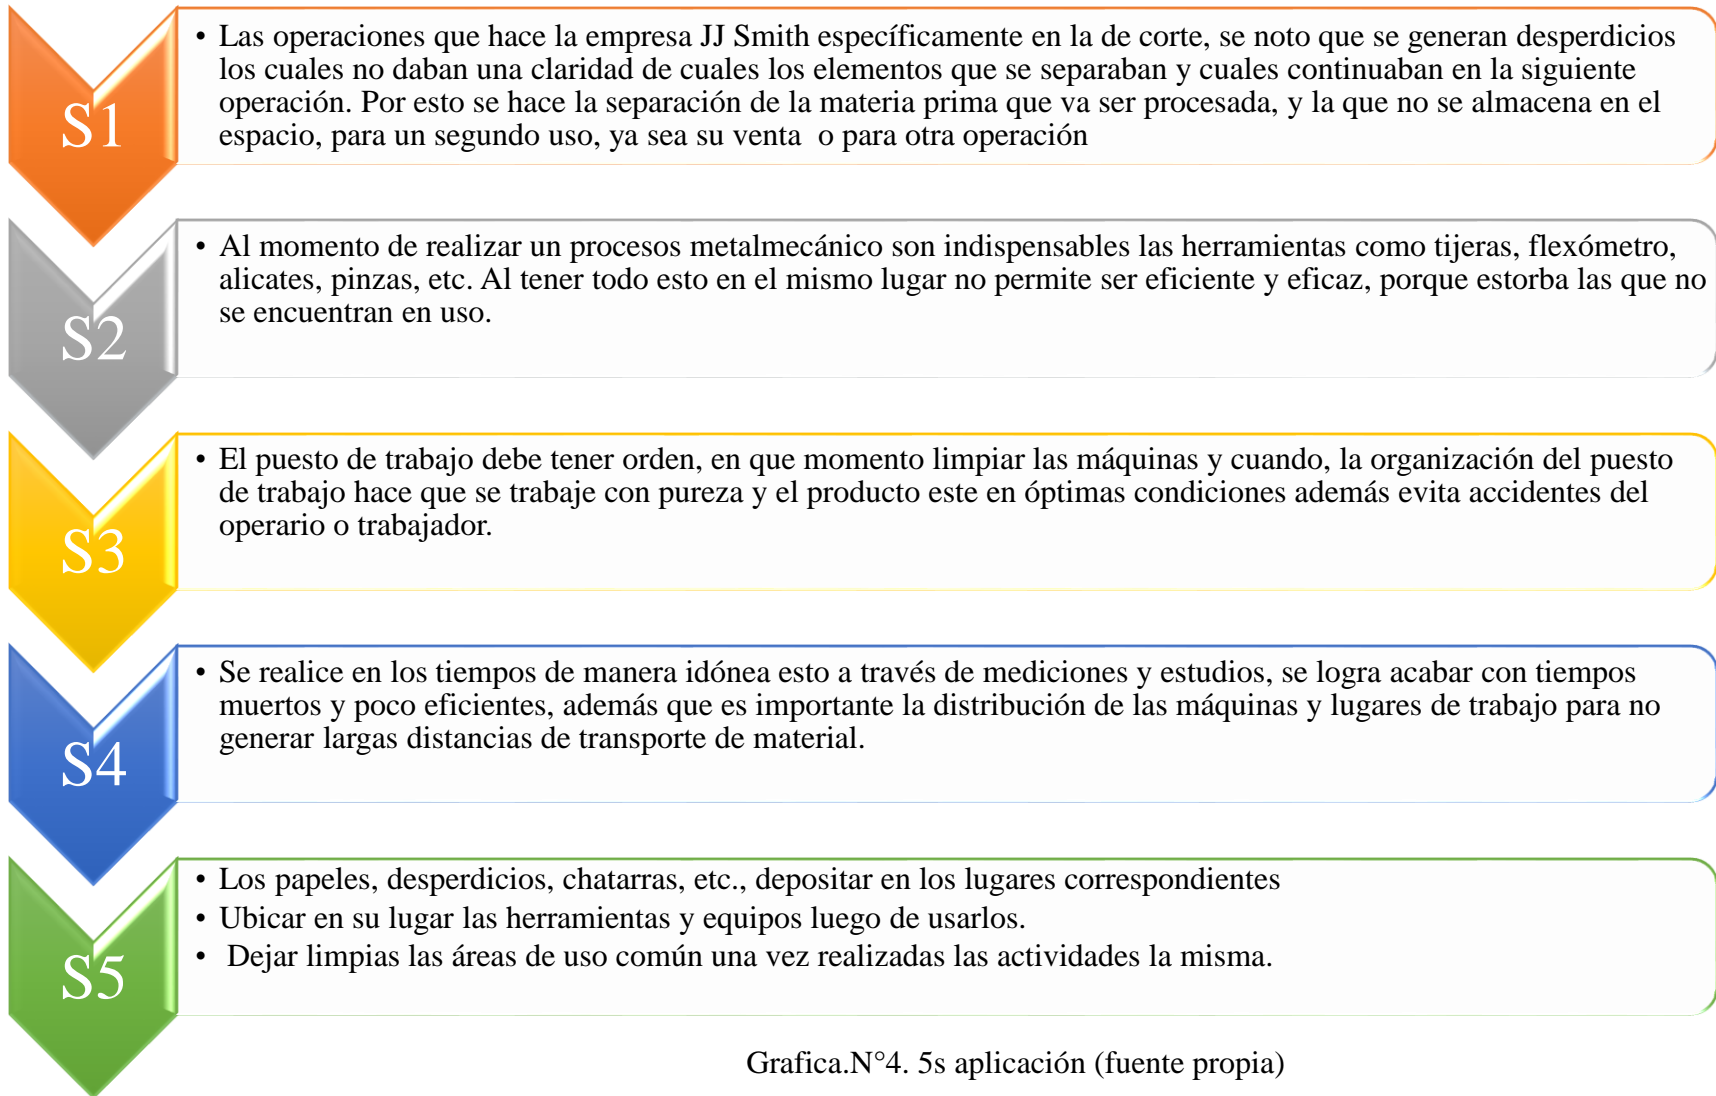 S1
• Las operaciones que hace la empresa JJ Smith específicamente en la de corte, se noto que se generan desperdicios
los cuales no daban una claridad de cuales los elementos que se separaban y cuales continuaban en la siguiente
operación. Por esto se hace la separación de la materia prima que va ser procesada, y la que no se almacena en el
espacio, para un segundo uso, ya sea su venta  o para otra operación
S2
• Al momento de realizar un procesos metalmecánico son indispensables las herramientas como tijeras, flexómetro,
alicates, pinzas, etc. Al tener todo esto en el mismo lugar no permite ser eficiente y eficaz, porque estorba las que no
se encuentran en uso.
S3
• El puesto de trabajo debe tener orden, en que momento limpiar las máquinas y cuando, la organización del puesto
de trabajo hace que se trabaje con pureza y el producto este en óptimas condiciones además evita accidentes del
operario o trabajador.
S4
• Se realice en los tiempos de manera idónea esto a través de mediciones y estudios, se logra acabar con tiempos
muertos y poco eficientes, además que es importante la distribución de las máquinas y lugares de trabajo para no
generar largas distancias de transporte de material.
S5
• Los papeles, desperdicios, chatarras, etc., depositar en los lugares correspondientes
• Ubicar en su lugar las herramientas y equipos luego de usarlos.
• Dejar limpias las áreas de uso común una vez realizadas las actividades la misma.
Grafica.N°4. 5s aplicación (fuente propia)